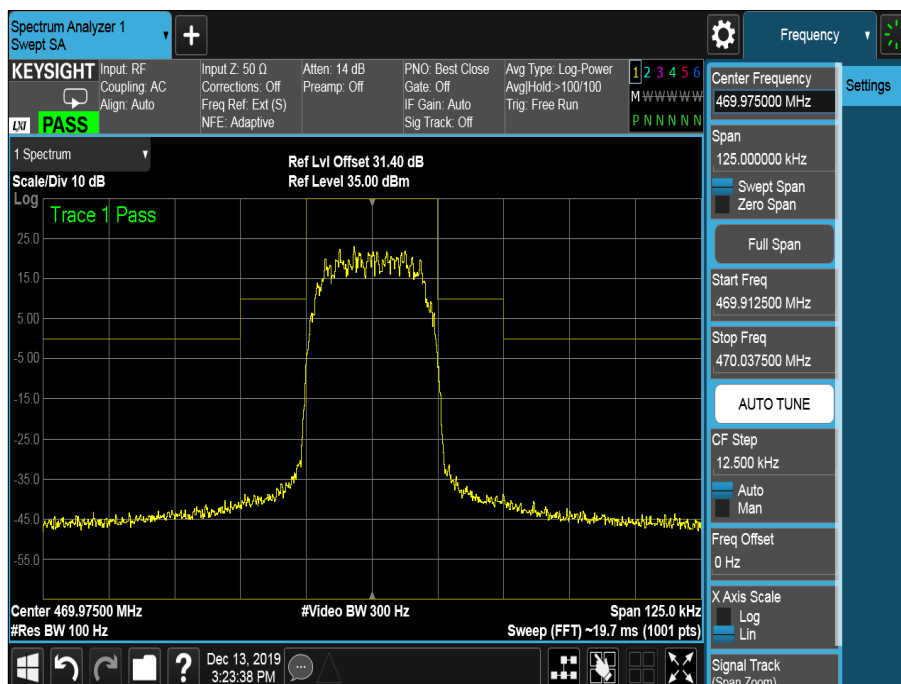 Spectrum Analyzer 1
Swept SA
Frequency
KEYSIGHT
LXI
PASS
Input: RF
Coupling: AC
Align: Auto
Input Z: 50 Ω
Corrections: Off
Freq Ref: Ext (S)
NFE: Adaptive
Atten: 14 dB
Preamp: Off
PNO: Best Close
Gate: Off
IF Gain: Auto
Sig Track: Off
Avg Type: Log-Power
Avg|Hold:>100/100
Trig: Free Run
1 2 3 4 5 6
M W W W W W
P N N N N N
1 Spectrum
Scale/Div 10 dB
Ref Lvl Offset 31.40 dB
Ref Level 35.00 dBm
Log
Trace 1 Pass
25.0
15.0
5.00
-5.00
-15.0
-25.0
-35.0
-45.0
-55.0
Center 469.97500 MHz
#Video BW 300 Hz
Span 125.0 kHz
#Res BW 100 Hz
Sweep (FFT) ~19.7 ms (1001 pts)
?
Dec 13, 2019
3:23:38 PM
Settings
Center Frequency
469.975000 MHz
Span
125.000000 kHz
Swept Span
Zero Span
Full Span
Start Freq
469.912500 MHz
Stop Freq
470.037500 MHz
AUTO TUNE
CF Step
12.500 kHz
Auto
Man
Freq Offset
0 Hz
X Axis Scale
Log
Lin
Signal Track
(Span Zoom)